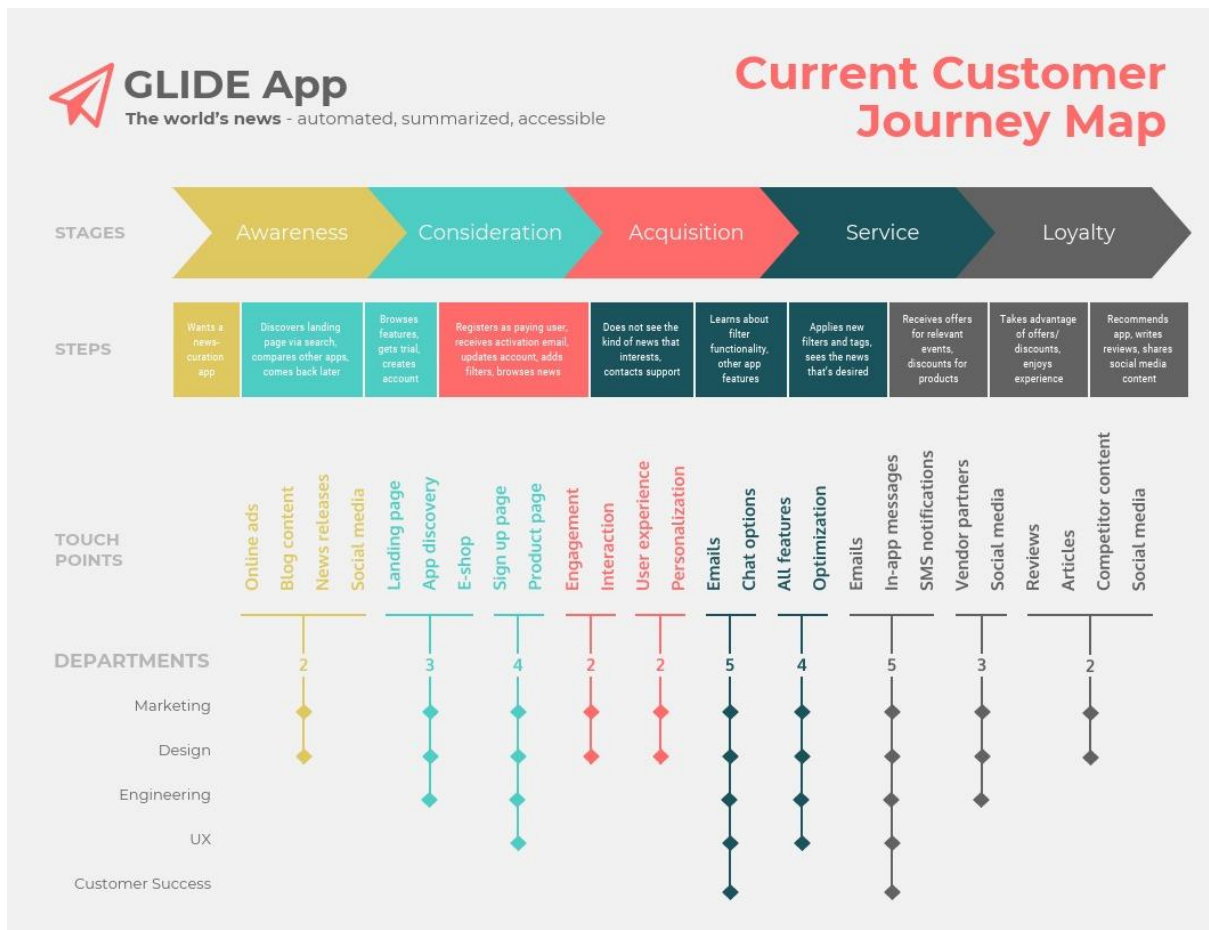 GLIDE App
The world's news - automated, summarized, accessible
Current Customer
Journey Map
STAGES
Awareness
Consideration
Acquisition
Service
Loyalty
STEPS
Wants a
news-
curation
app
Discovers landing
page via search,
compares other apps,
comes back later
Browses
features,
gets trial,
creates
account
Registers as paying user,
receives activation email,
updates account, adds
filters, browses news
Does not see the
kind of news that
interests,
contacts support
Learns about
filter
functionality,
other app
features
Applies new
filters and tags,
sees the news
that's desired
Receives offers
for relevant
events,
discounts for
products
Takes advantage
of offers/
discounts,
enjoys
experience
Recommends
app, writes
reviews, shares
social media
content
TOUCH
POINTS
Online ads
Blog content
News releases
Social media
Landing page
App discovery
E-shop
Sign up page
Product page
Engagement
Interaction
User experience
Personalization
Emails
Chat options
All features
Optimization
Emails
In-app messages
SMS notifications
Vendor partners
Social media
Reviews
Articles
Competitor content
Social media
DEPARTMENTS
2
3
4
2
2
5
4
5
3
2
Marketing
Design
Engineering
UX
Customer Success